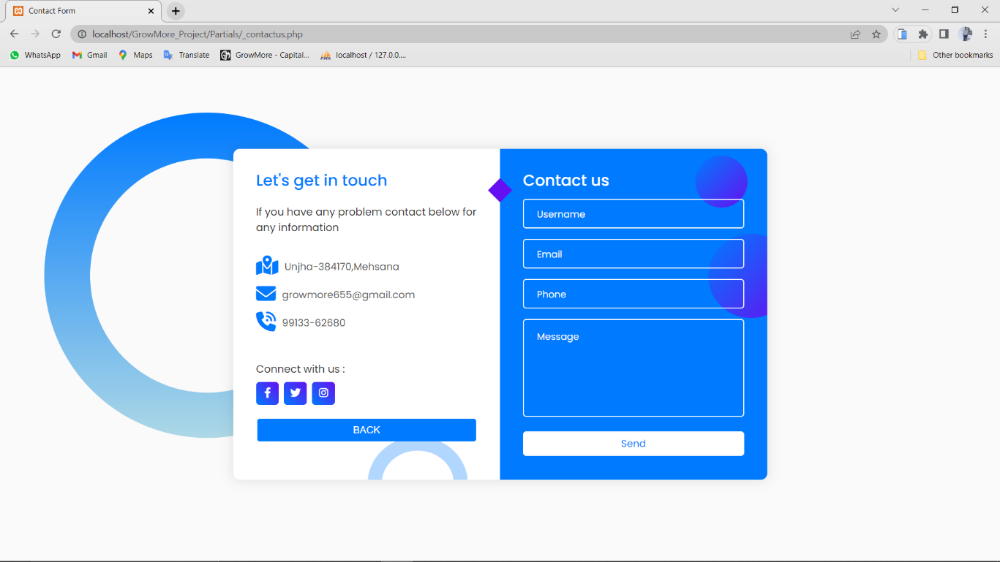 Contact Form
localhost/GrowMore_Project/Partials/_contactus.php
WhatsApp Gmail Maps Translate GrowMore - Capital... localhost / 127.0.0.... Other bookmarks
Let's get in touch
If you have any problem contact below for
any information
Unjha-384170,Mehsana
growmore655@gmail.com
99133-62680
Connect with us :
BACK
Contact us
Username
Email
Phone
Message
Send